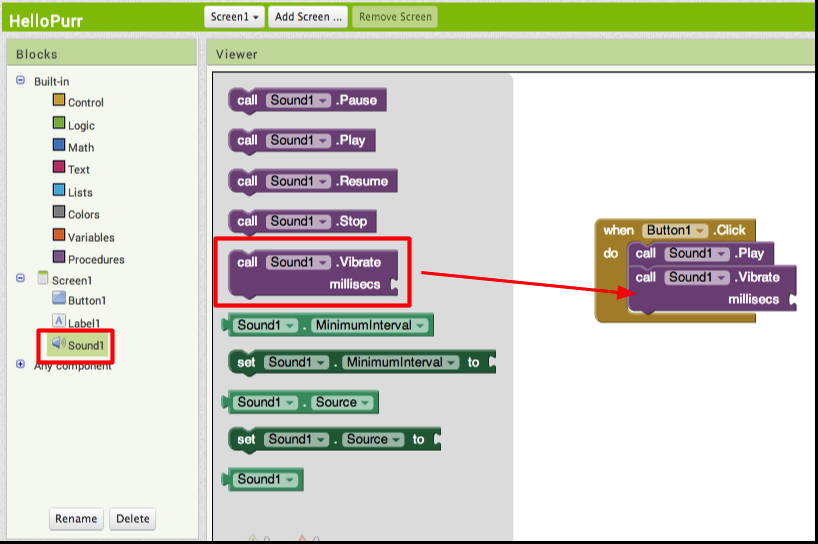 HelloPurr
Screen1
Add Screen ...
Remove Screen
Blocks
Viewer
Built-in
Control
Logic
Math
Text
Lists
Colors
Variables
Procedures
Screen1
Button1
A Label1
Sound1
Any component
Rename
Delete
call Sound1 .Pause
call Sound1 .Play
call Sound1 .Resume
call Sound1 .Stop
call Sound1 .Vibrate
millisecs
Sound1 . MinimumInterval
set Sound1 . MinimumInterval to
Sound1 . Source
set Sound1 . Source to
Sound1
when Button1 .Click
do call Sound1 .Play
call Sound1 .Vibrate
millisecs